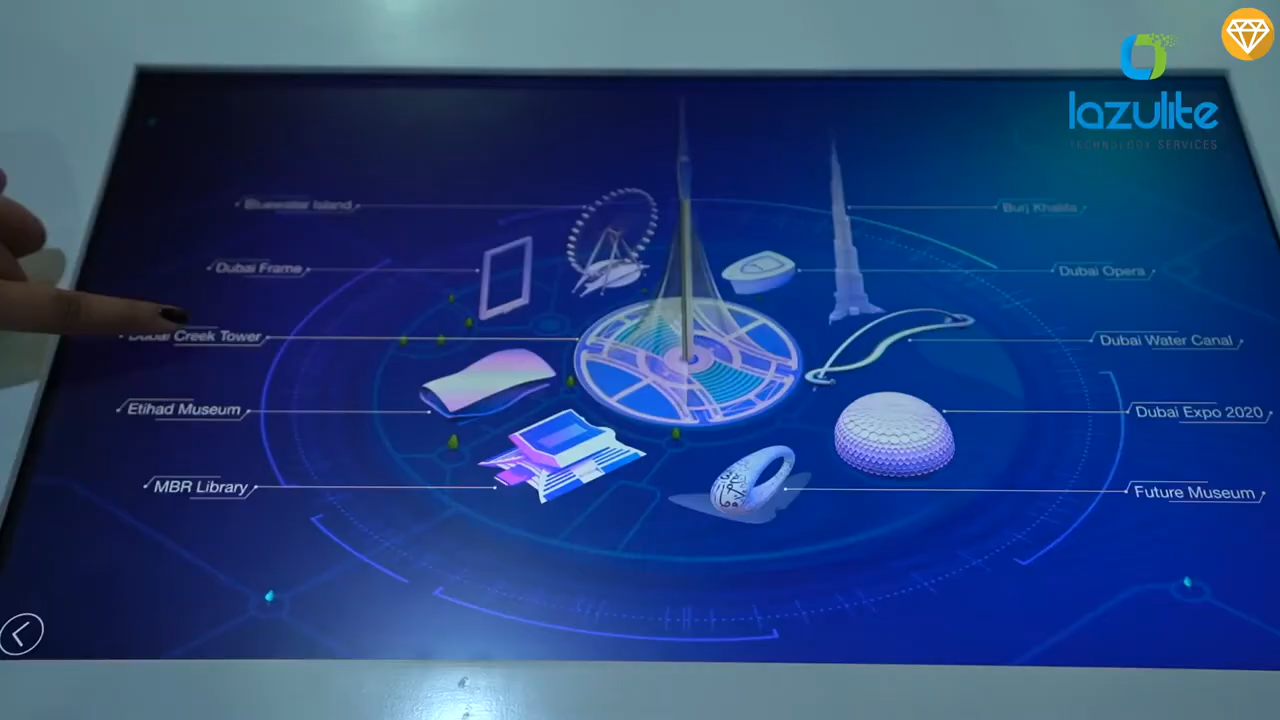 lazulite
TECHNOLOGY SERVICES
Bluewater Island
Burj Khalifa
Dubai Frame
Dubai Opera
Dubai Creek Tower
Dubai Water Canal
Etihad Museum
Dubai Expo 2020
MBR Library
Future Museum